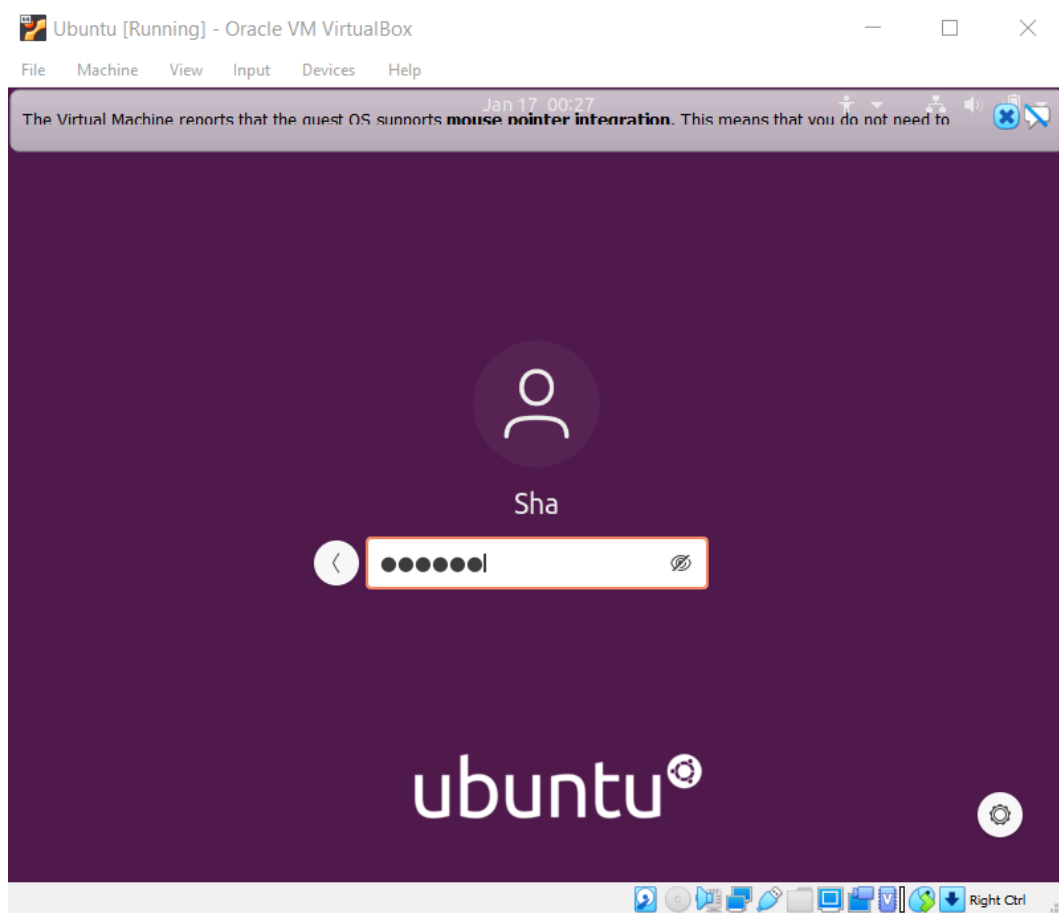 Ubuntu [Running] - Oracle VM VirtualBox
File Machine View Input Devices Help
Jan 17 00:27
The Virtual Machine reports that the guest OS supports mouse pointer integration. This means that you do not need to
Sha
ubuntu
Right Ctrl